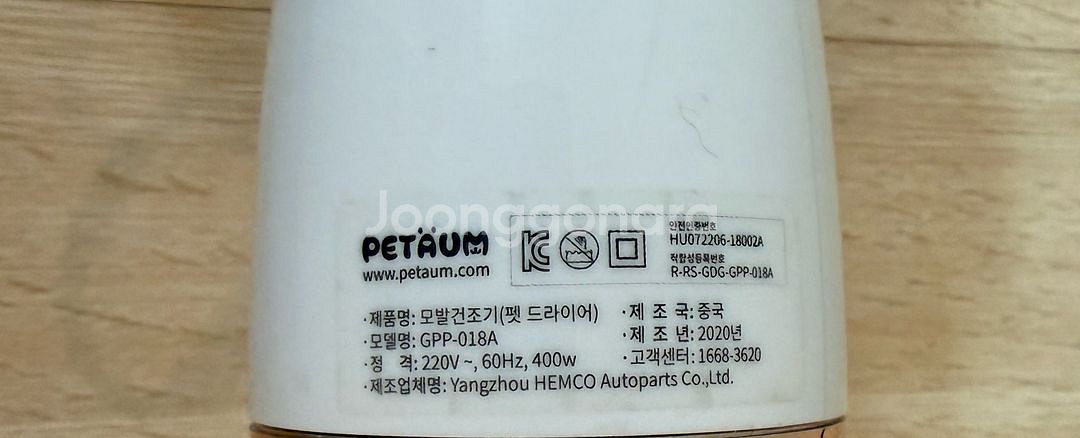 Joonggonara
PETAUM
www.petaum.com
안전인증번호
HU072206-18002A
적합성등록번호
R-RS-GDG-GPP-018A
·제품명: 모발건조기(펫 드라이어)
·모델명: GPP-018A
·정 격: 220V ~, 60Hz, 400w
·제조업체명: Yangzhou HEMCO Autoparts Co.,Ltd.
·제 조 국: 중국
·제 조 년: 2020년
·고객센터: 1668-3620